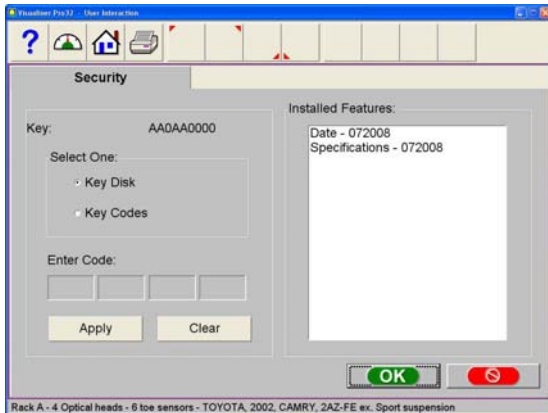 Visualiner Pro32 - User Interaction
?
Security
Key: AA0AA0000
Select One:
Key Disk
Key Codes
Enter Code:
Apply Clear
Installed Features:
Date - 072008
Specifications - 072008
OK
Rack A - 4 Optical heads - 6 toe sensors - TOYOTA, 2002, CAMRY, 2AZ-FE ex. Sport suspension